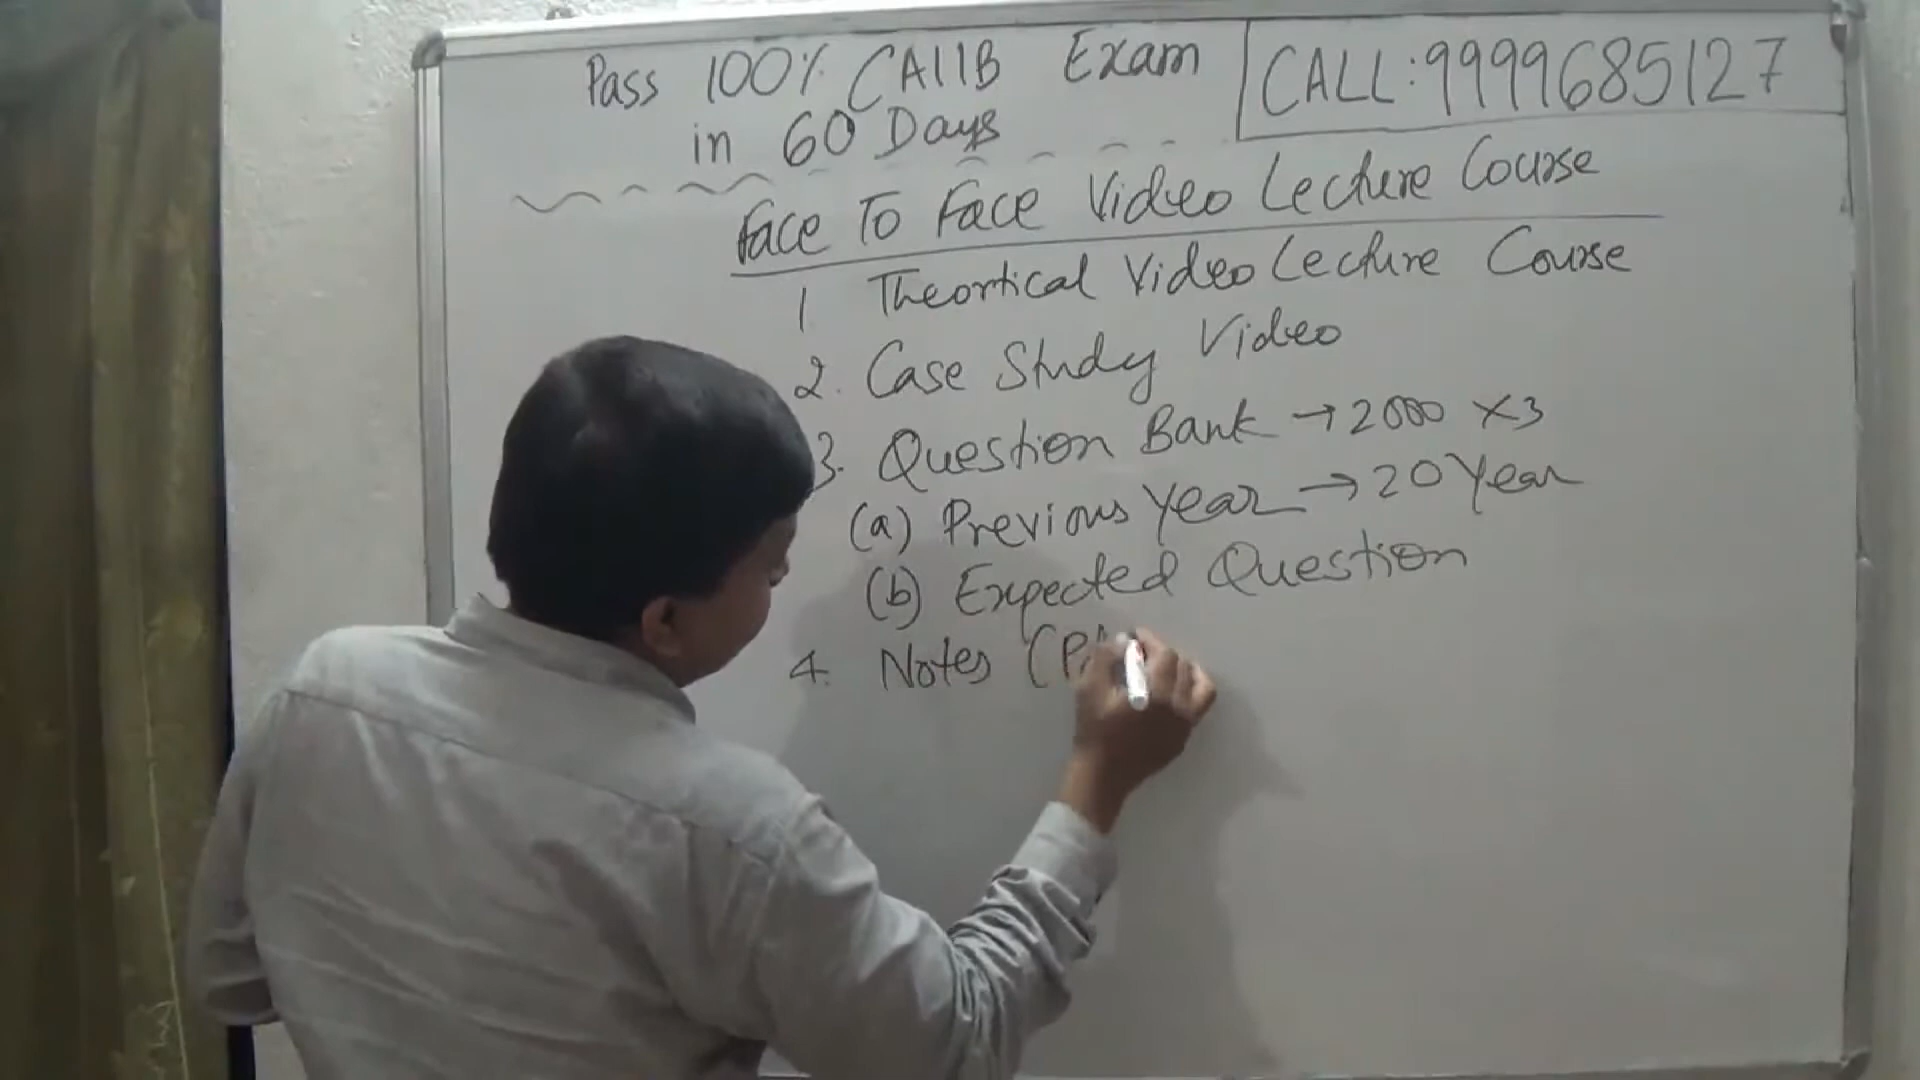 Pass 100% CAIIB Exam
in 60 Days
CALL:9999685127
Face To Face Video Lecture Course
1 Theortical Video Lecture Course
2. Case Study Video
3. Question Bank → 2000 X3
(a) Previous Year → 20 Year
(b) Expected Question
4. Notes (P